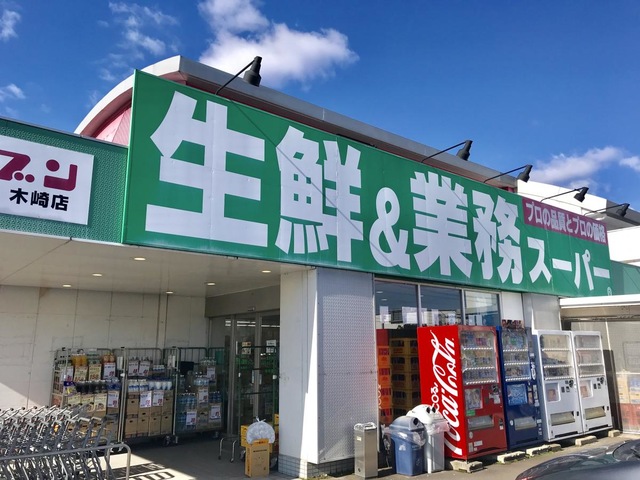 ブン
木崎店
生鮮&業務スーパー®
プロの品質とプロの価格
Coca-Cola